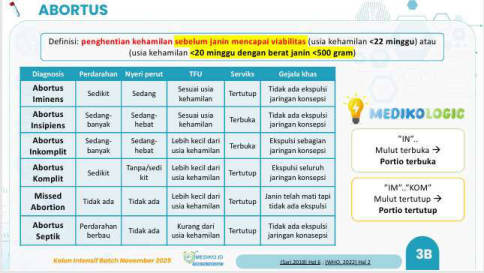 ABORTUS
Definisi: penghentian kehamilan sebelum janin mencapai viabilitas (usia kehamilan <22 minggu) atau
(usia kehamilan <20 minggu dengan berat janin <500 gram)
Diagnosis Perdarahan Nyeri perut TFU Serviks Gejala khas
Abortus Iminens Sedikit Sedang Sesuai usia kehamilan Tertutup Tidak ada ekspulsi jaringan konsepsi
Abortus Insipiens Sedang-banyak Sedang-hebat Sesuai usia kehamilan Terbuka Tidak ada ekspulsi jaringan konsepsi
Abortus Inkomplit Sedang-banyak Sedang-hebat Lebih kecil dari usia kehamilan Terbuka Ekspulsi sebagian jaringan konsepsi
Abortus Komplit Sedikit Tanpa/sedikit Lebih kecil dari usia kehamilan Tertutup Ekspulsi seluruh jaringan konsepsi
Missed Abortion Tidak ada Tidak ada Lebih kecil dari usia kehamilan Tertutup Janin telah mati tapi tidak ada ekspulsi
Abortus Septik Perdarahan berbau Tidak ada Kurang dari usia kehamilan Tertutup Tidak ada ekspulsi jaringan konsepsi
MEDIKOLOGIC
"IN"..
Mulut terbuka →
Portio terbuka
"IM".."KOM"
Mulut tertutup →
Portio tertutup
Kelas Intensif Batch November 2025
MEDIKO.ID
(Sari 2018) Hal 6 (WHO, 2022) Hal 2
3B